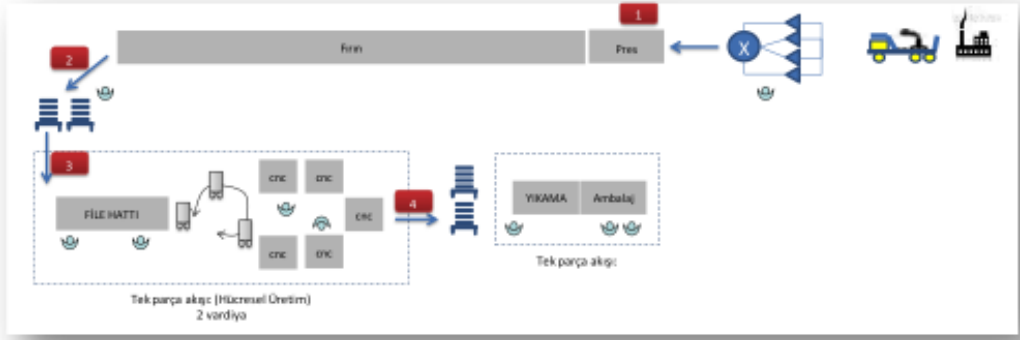 1
2
Fırın
Pres
X
3
FİLE HATTI
cnc
cnc
cnc
cnc
cnc
4
YIKAMA
Ambalaj
Tek parça akışı:
Tek parça akışı: (Hücresel Üretim)
2 vardiya